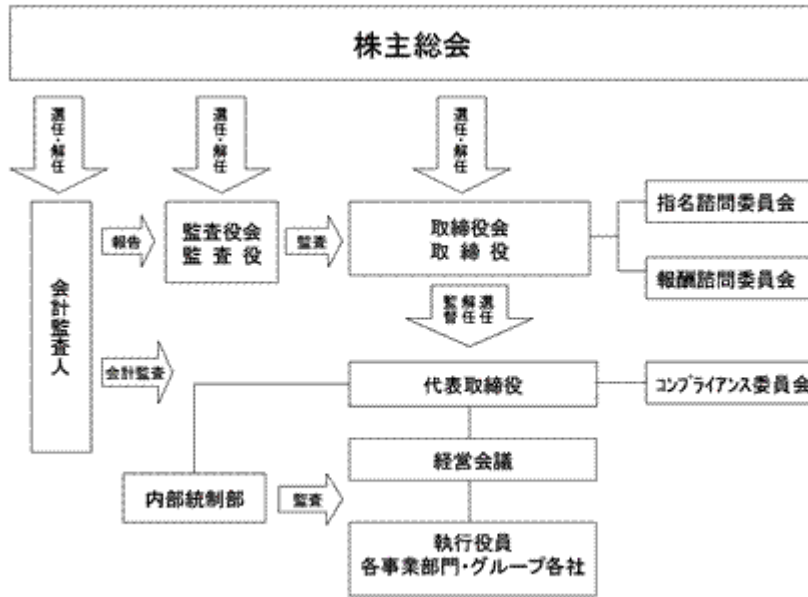 株主総会
選任・解任
選任・解任
選任・解任
会計監査人
報告
監査役会
監査役
監査
取締役会
取締役
指名諮問委員会
報酬諮問委員会
選任
解任
監督
会計監査
代表取締役
コンプライアンス委員会
経営会議
内部統制部
監査
執行役員
各事業部門・グループ各社